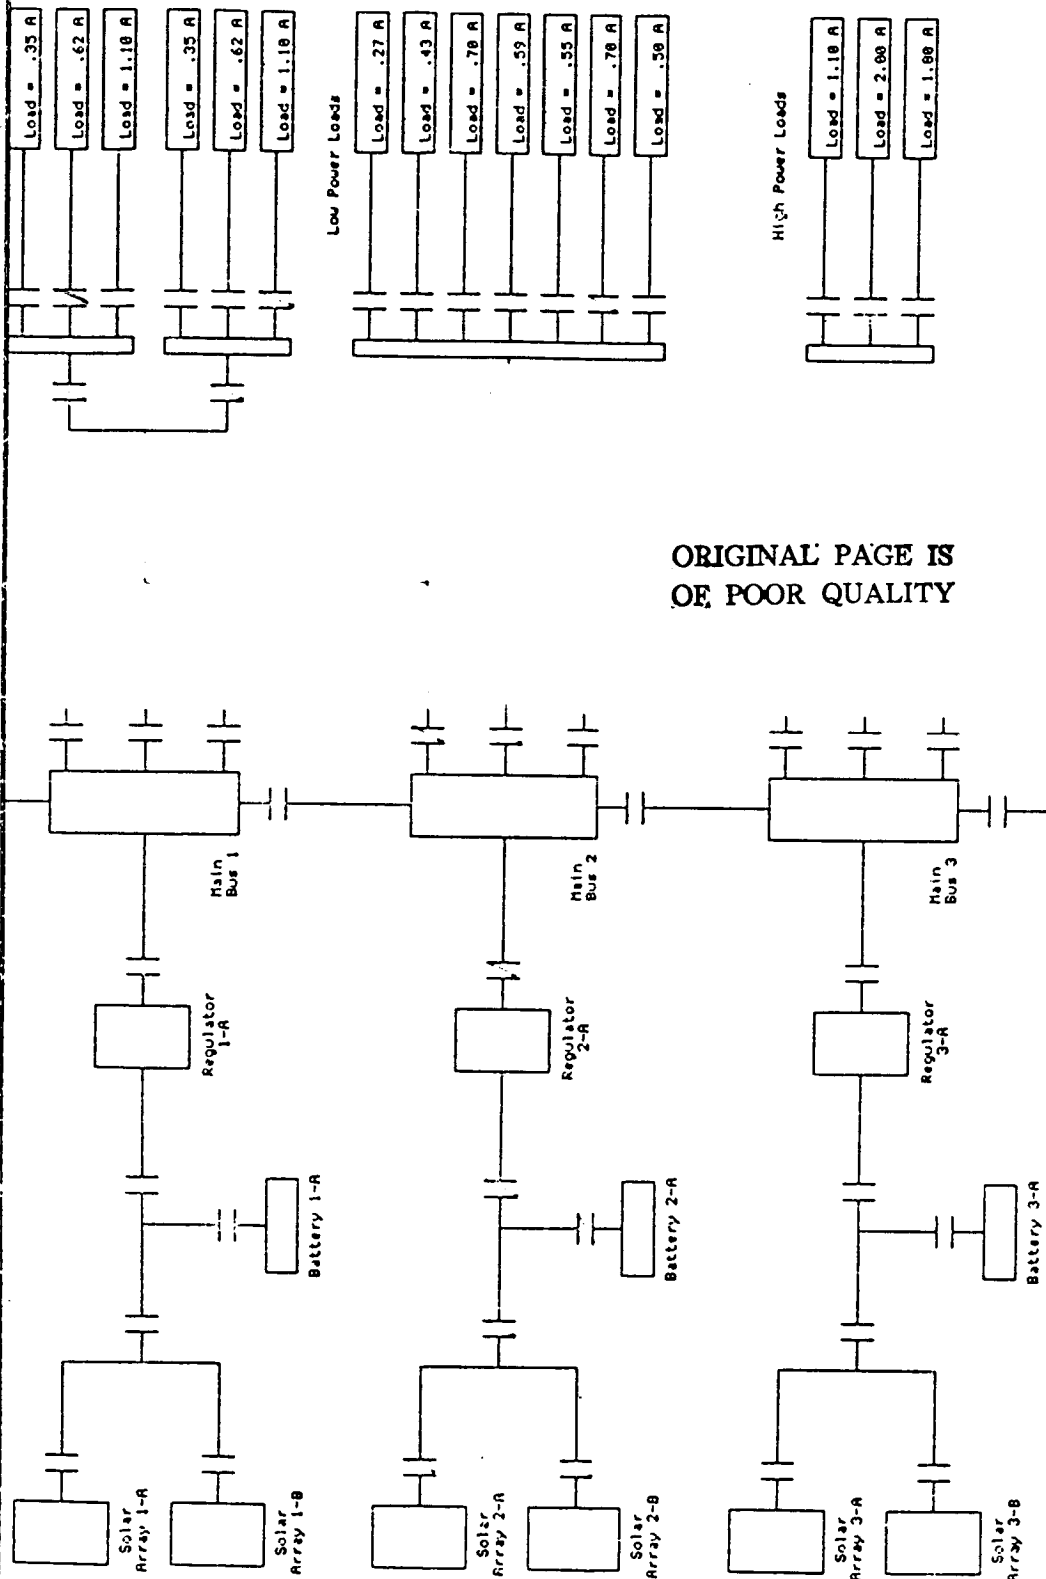 Load = .35 A
Load = .62 A
Load = 1.10 A
Load = .35 A
Load = .62 A
Load = 1.10 A
Low Power Loads
Load = .27 A
Load = .43 A
Load = .70 A
Load = .59 A
Load = .55 A
Load = .70 A
Load = .50 A
High Power Loads
Load = 1.10 A
Load = 2.00 A
Load = 1.00 A
ORIGINAL PAGE IS
OF POOR QUALITY
Main
Bus 1
Main
Bus 2
Main
Bus 3
Regulator
1-A
Regulator
2-A
Regulator
3-A
Battery 1-A
Battery 2-A
Battery 3-A
Solar
Array 1-A
Solar
Array 1-B
Solar
Array 2-A
Solar
Array 2-B
Solar
Array 3-A
Solar
Array 3-B